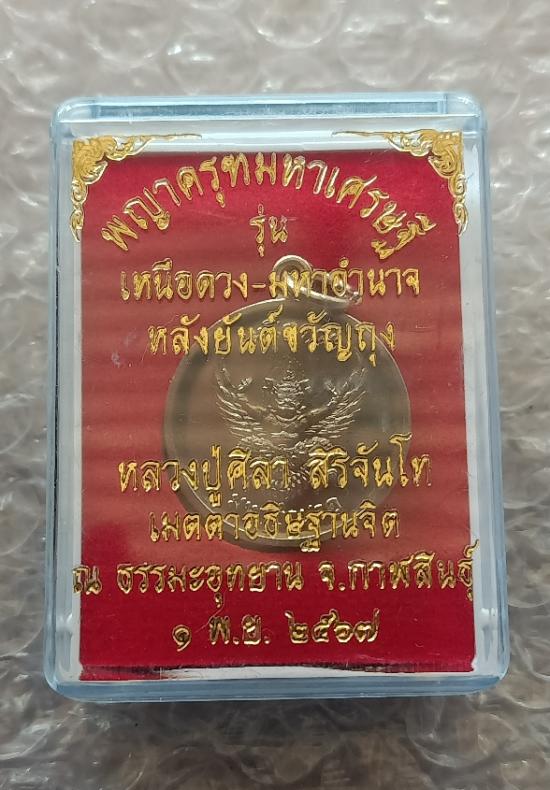 พญาครุฑมหาเศรษฐี
รุ่น
เหนือดวง-มหาอำนาจ
หลังยันต์ขวัญถุง
หลวงปู่ศิลา สิริจันโท
เมตตาอธิษฐานจิต
ณ ธรรมะอุทยาน จ.กาฬสินธุ์
๑ พ.ย. ๒๕๖๗